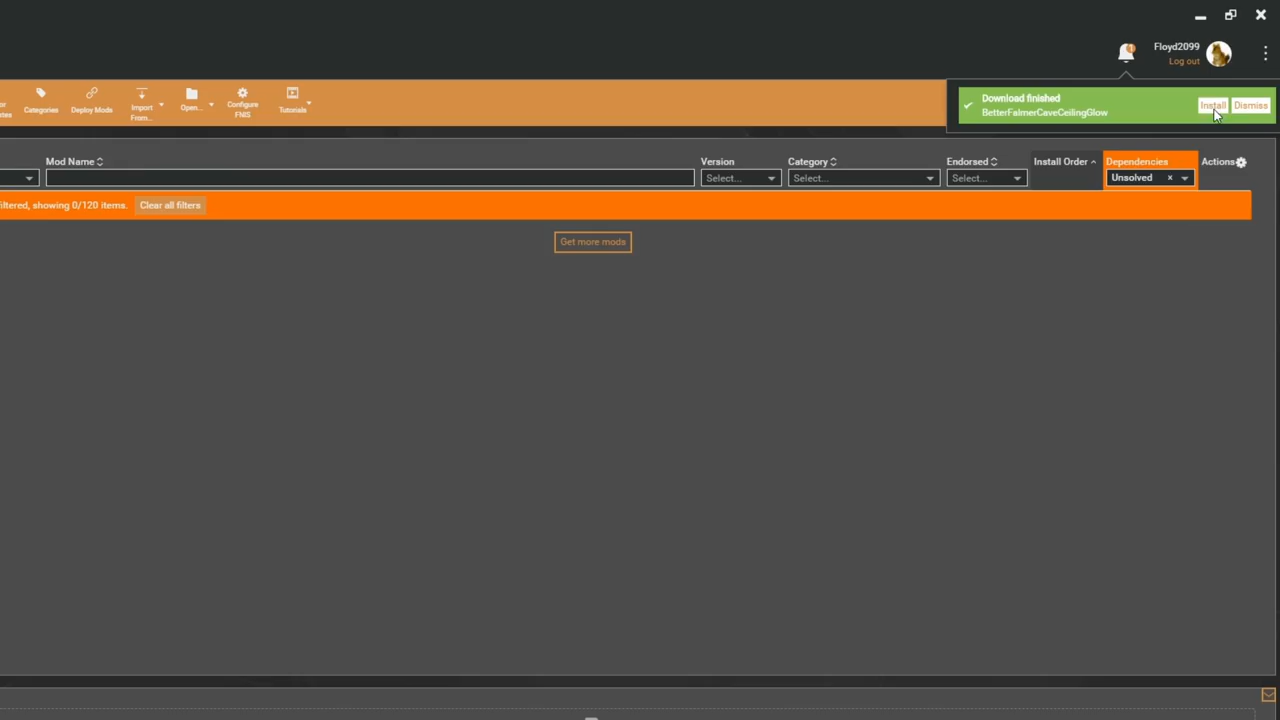 Floyd2099
Log out
Categories
Deploy Mods
Import
From...
Open...
Configure
FNIS
Tutorials
Download finished
BetterFalmerCaveCeilingGlow
Install
Dismiss
Mod Name
Version
Category
Endorsed
Install Order
Dependencies
Actions
Select...
Select...
Select...
Unsolved
showing 0/120 items.
Clear all filters
Get more mods